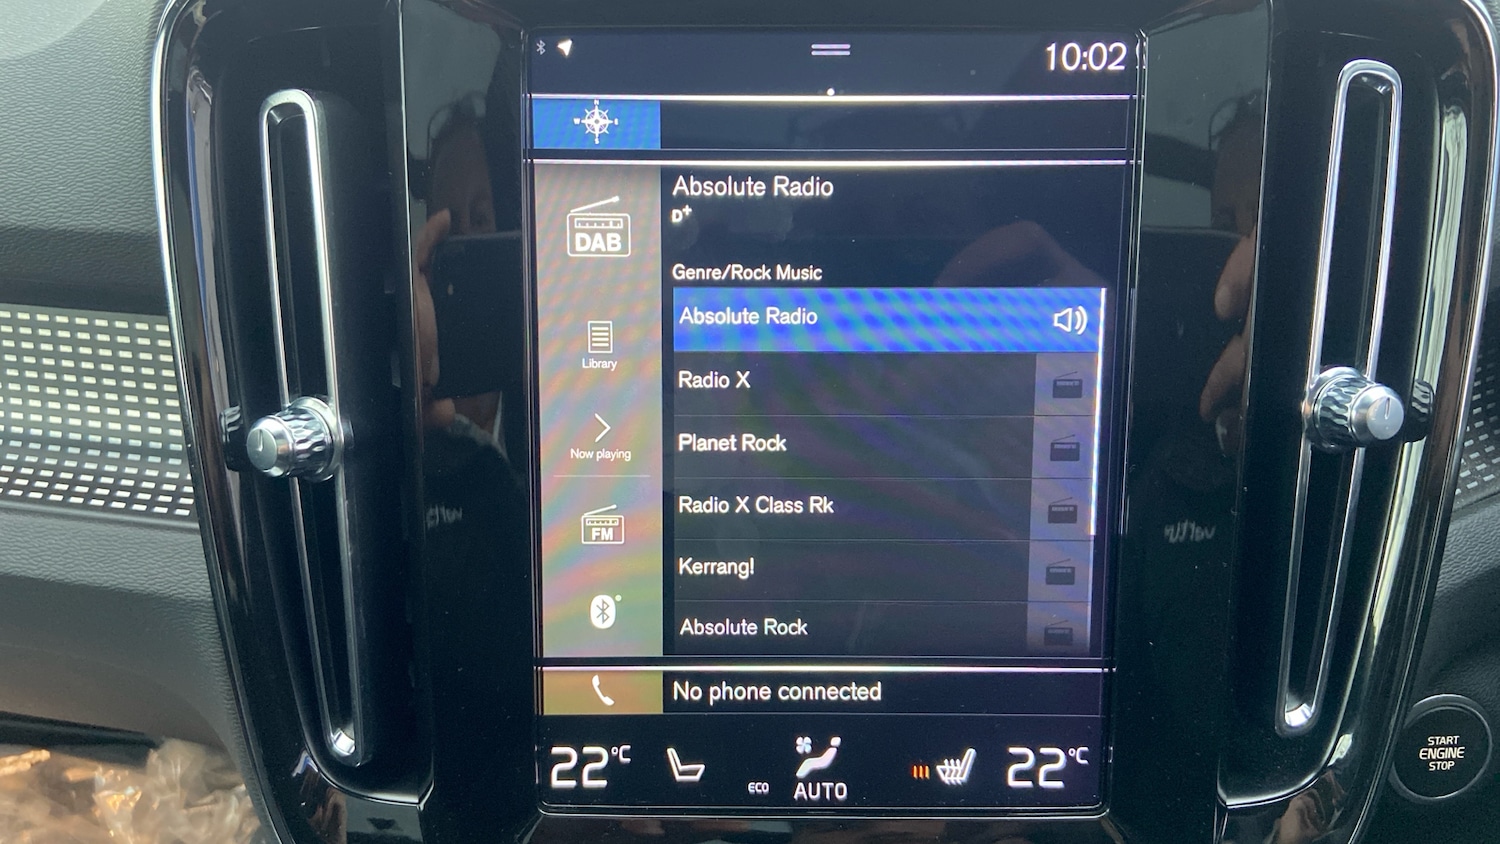 10:02
N
W E
S
Absolute Radio
D+
DAB
Genre/Rock Music
Absolute Radio
Library
Radio X
Now playing
Planet Rock
Radio X Class Rk
FM
Kerrang!
Absolute Rock
No phone connected
22°C
ECO
AUTO
22°C
START
ENGINE
STOP